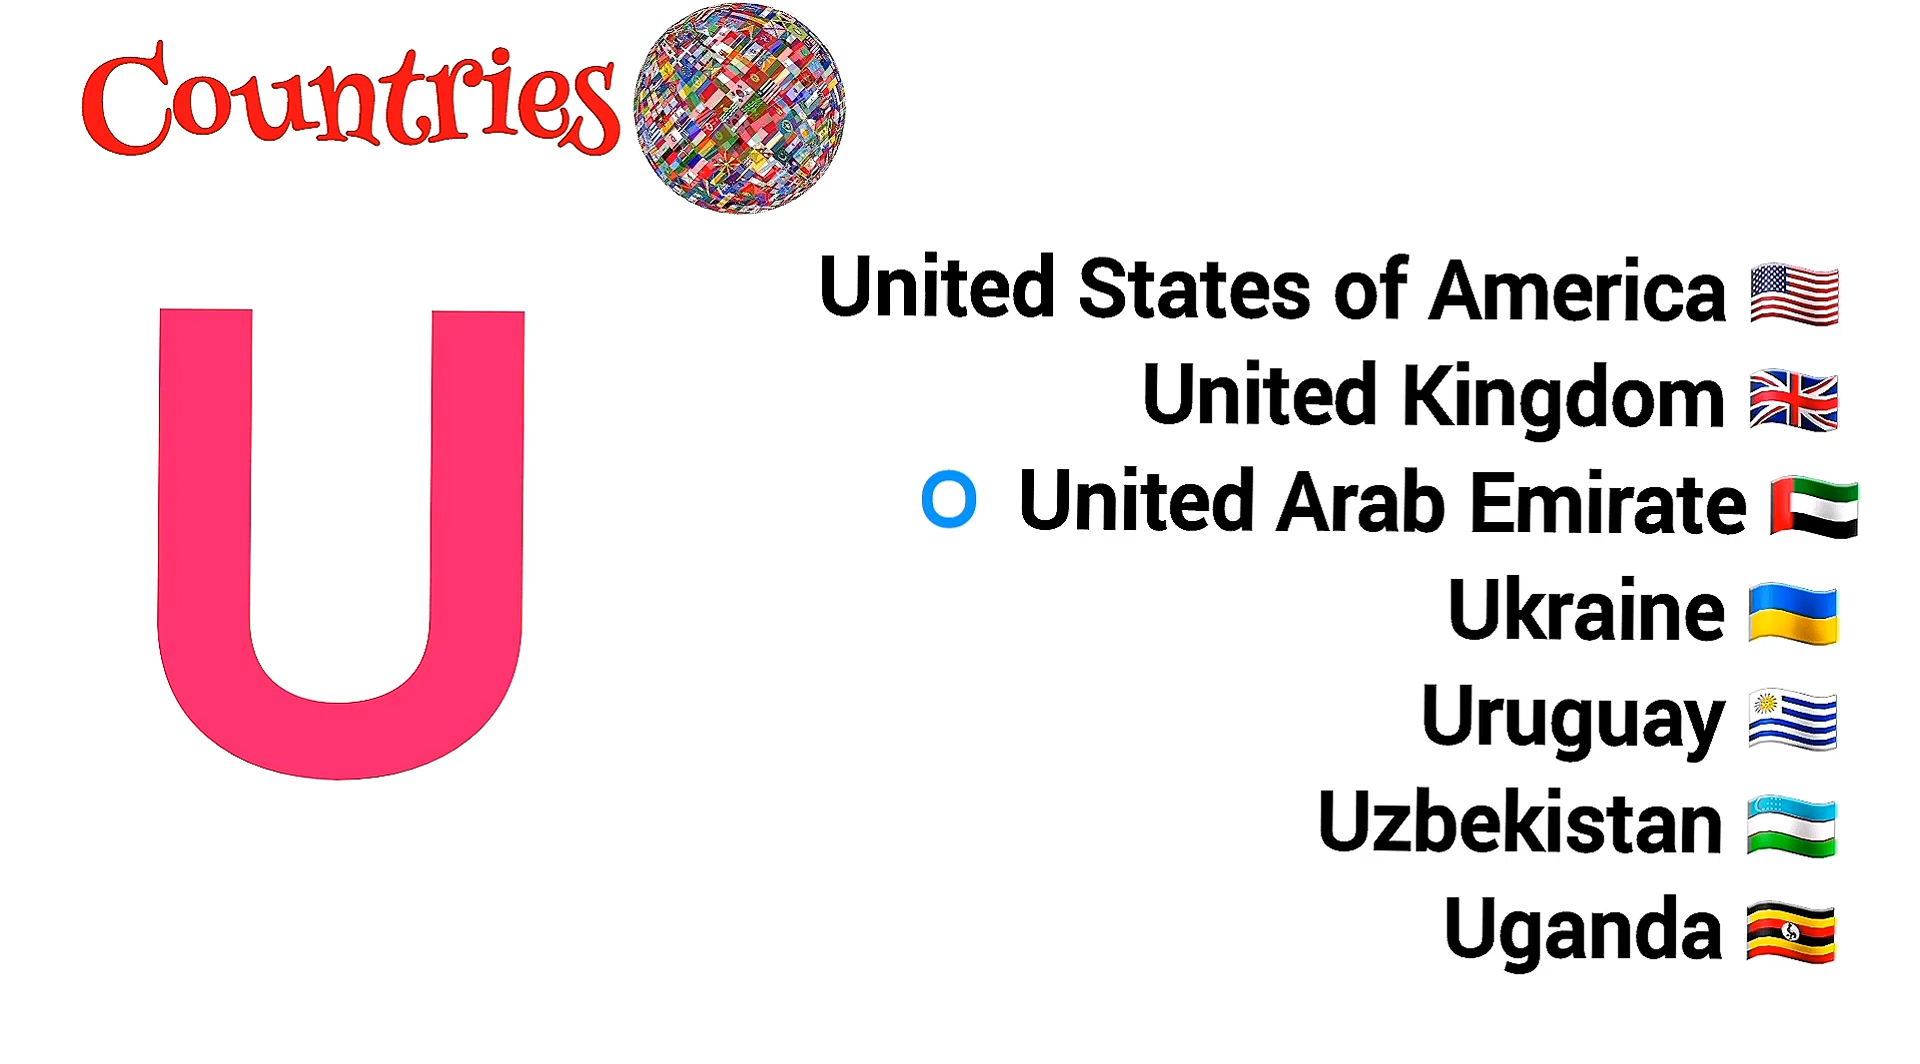 Countries
U
United States of America 🇺🇸
United Kingdom 🇬🇧
O United Arab Emirate 🇦🇪
Ukraine 🇺🇦
Uruguay 🇺🇾
Uzbekistan 🇺🇿
Uganda 🇺🇬